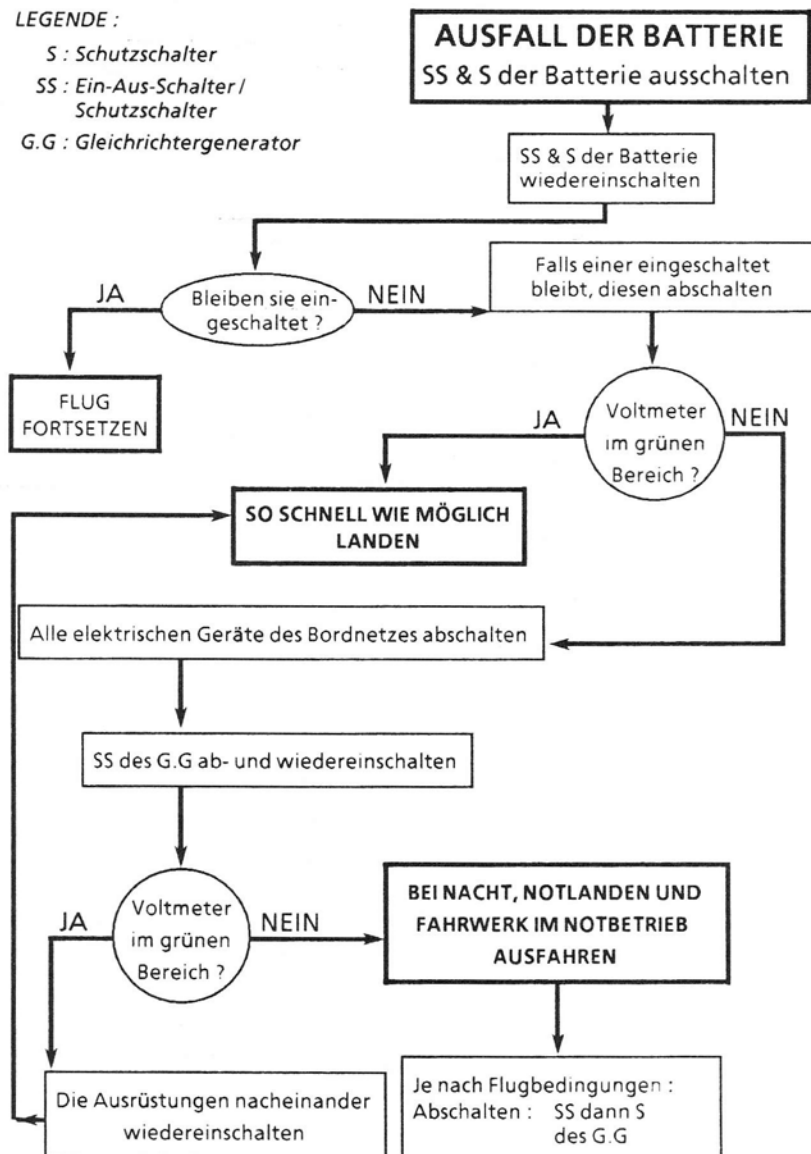 LEGENDE :
S : Schutzschalter
SS : Ein-Aus-Schalter /
Schutzschalter
G.G : Gleichrichtergenerator
AUSFALL DER BATTERIE
SS & S der Batterie ausschalten
SS & S der Batterie
wiedereinschalten
Bleiben sie ein-
geschaltet ?
JA
NEIN
FLUG
FORTSETZEN
Falls einer eingeschaltet
bleibt, diesen abschalten
Voltmeter
im grünen
Bereich ?
JA
NEIN
SO SCHNELL WIE MÖGLICH
LANDEN
Alle elektrischen Geräte des Bordnetzes abschalten
SS des G.G ab- und wiedereinschalten
Voltmeter
im grünen
Bereich ?
JA
NEIN
BEI NACHT, NOTLANDEN UND
FAHRWERK IM NOTBETRIEB
AUSFAHREN
Die Ausrüstungen nacheinander
wiedereinschalten
Je nach Flugbedingungen :
Abschalten : SS dann S
des G.G